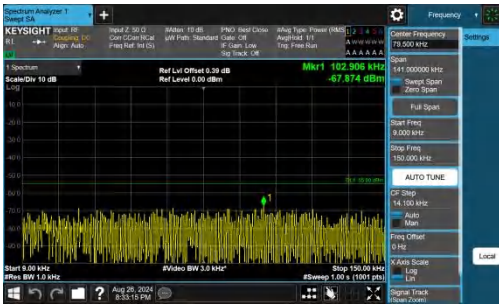 Spectrum Analyzer 1
Swept SA
+
Frequency
KEYSIGHT
Input: RF
Coupling: DC
Align: Auto
Input Z: 50 Ω
Corr CCorr RCal
Freq Ref: Int (S)
#Atten: 10 dB
µW Path: Standard
PNO: Best Close
Gate: Off
IF Gain: Low
Sig Track: Off
#Avg Type: Power (RMS)
Avg|Hold: 1/1
Trig: Free Run
1 2 3 4 5
A W W W W W
A A A A A A
1 Spectrum
Scale/Div 10 dB
Log
Ref Lvl Offset 0.39 dB
Ref Level 0.00 dBm
Mkr1 102.906 kHz
-67.874 dBm
1
Start 9.00 kHz
#Res BW 1.0 kHz
#Video BW 3.0 kHz*
Stop 150.00 kHz
#Sweep 1.00 s (1001 pts)
Aug 26, 2024
8:33:15 PM
Center Frequency
79.500 kHz
Settings
Span
141.000000 kHz
Swept Span
Zero Span
Full Span
Start Freq
9.000 kHz
Stop Freq
150.000 kHz
AUTO TUNE
CF Step
14.100 kHz
Auto
Man
Freq Offset
0 Hz
X Axis Scale
Log
Lin
Local
Signal Track
(Span Zoom)